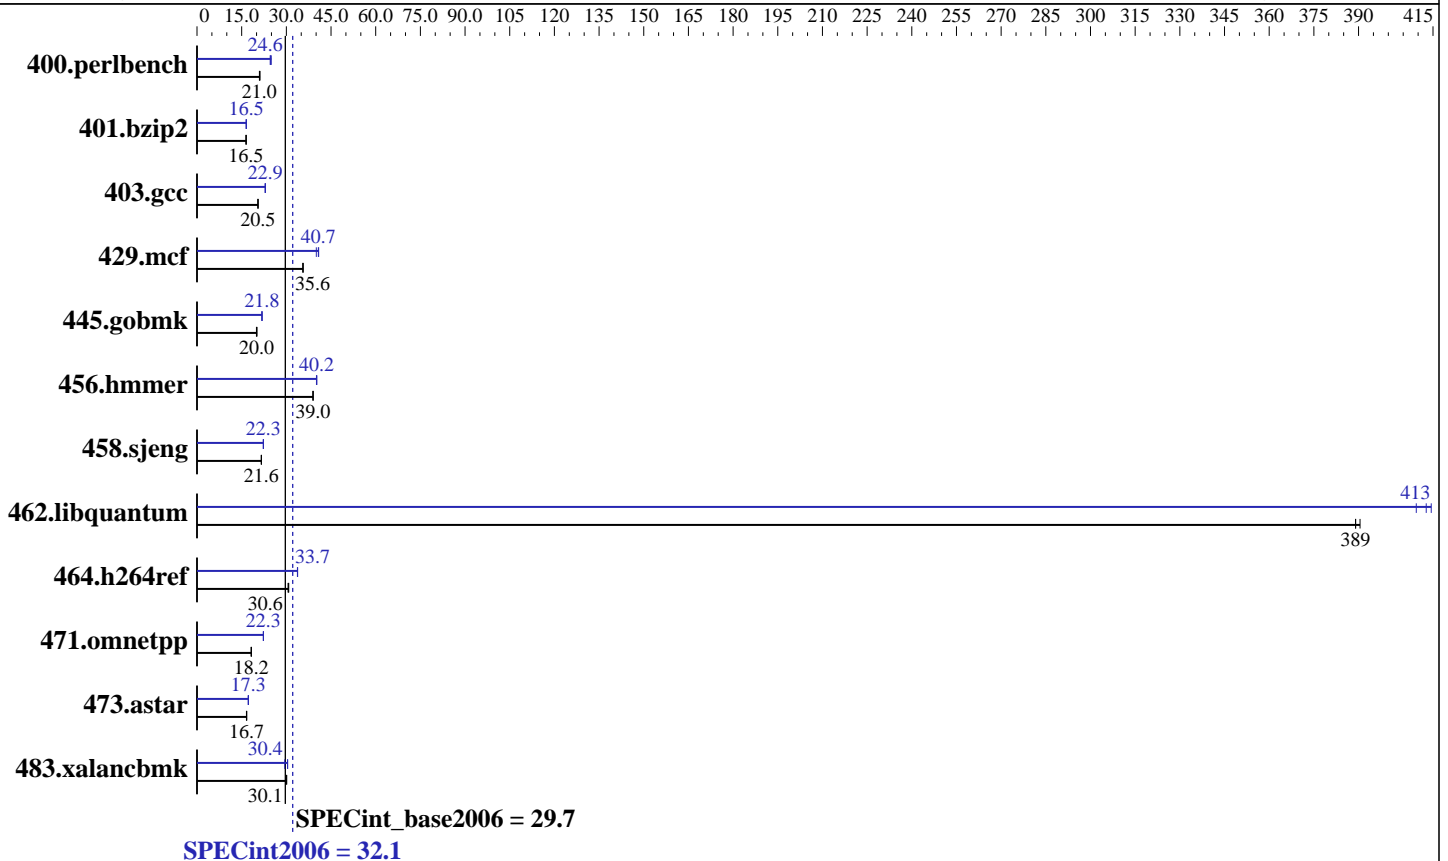 0 15.0 30.0 45.0 60.0 75.0 90.0 105 120 135 150 165 180 195 210 225 240 255 270 285 300 315 330 345 360 375 390 415
24.6
400.perlbench
21.0
16.5
401.bzip2
16.5
22.9
403.gcc
20.5
40.7
429.mcf
35.6
21.8
445.gobmk
20.0
40.2
456.hmmer
39.0
22.3
458.sjeng
21.6
413
462.libquantum
389
33.7
464.h264ref
30.6
22.3
471.omnetpp
18.2
17.3
473.astar
16.7
30.4
483.xalancbmk
30.1
SPECint_base2006 = 29.7
SPECint2006 = 32.1